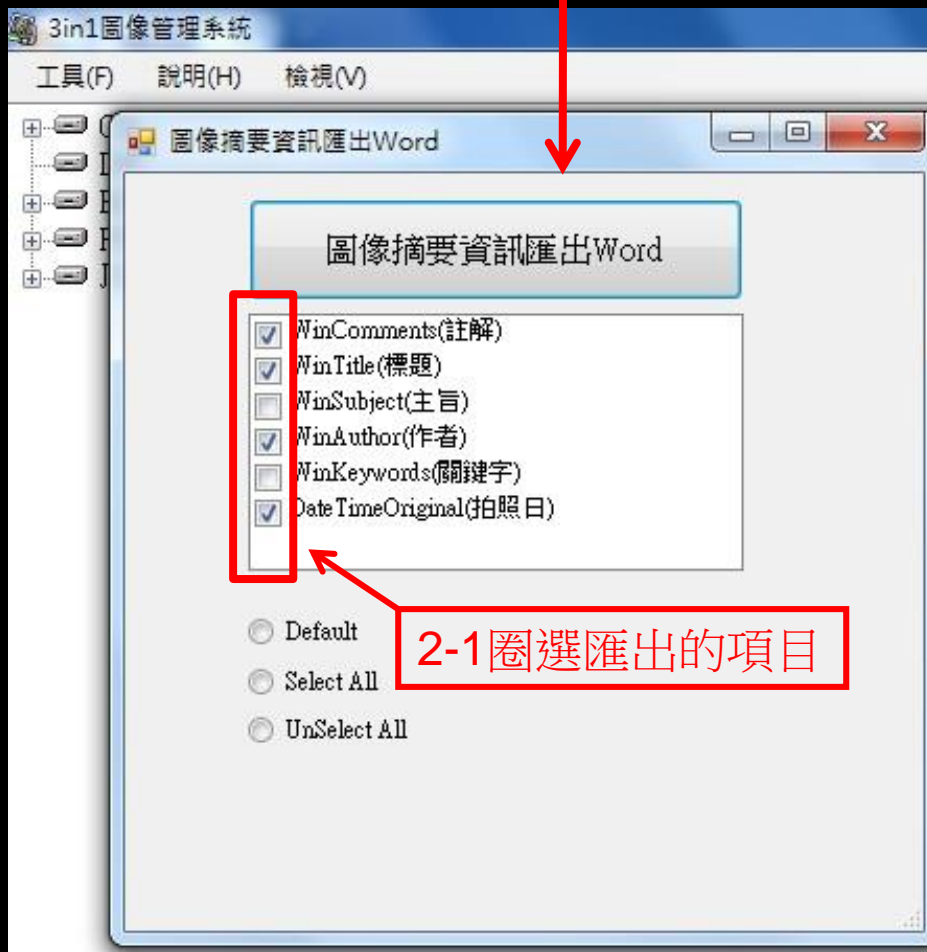 3in1圖像管理系統
工具(F) 說明(H) 檢視(V)
圖像摘要資訊匯出Word
圖像摘要資訊匯出Word
WinComments(註解)
WinTitle(標題)
WinSubject(主旨)
WinAuthor(作者)
WinKeywords(關鍵字)
DateTimeOriginal(拍照日)
Default
2-1圈選匯出的項目
Select All
UnSelect All